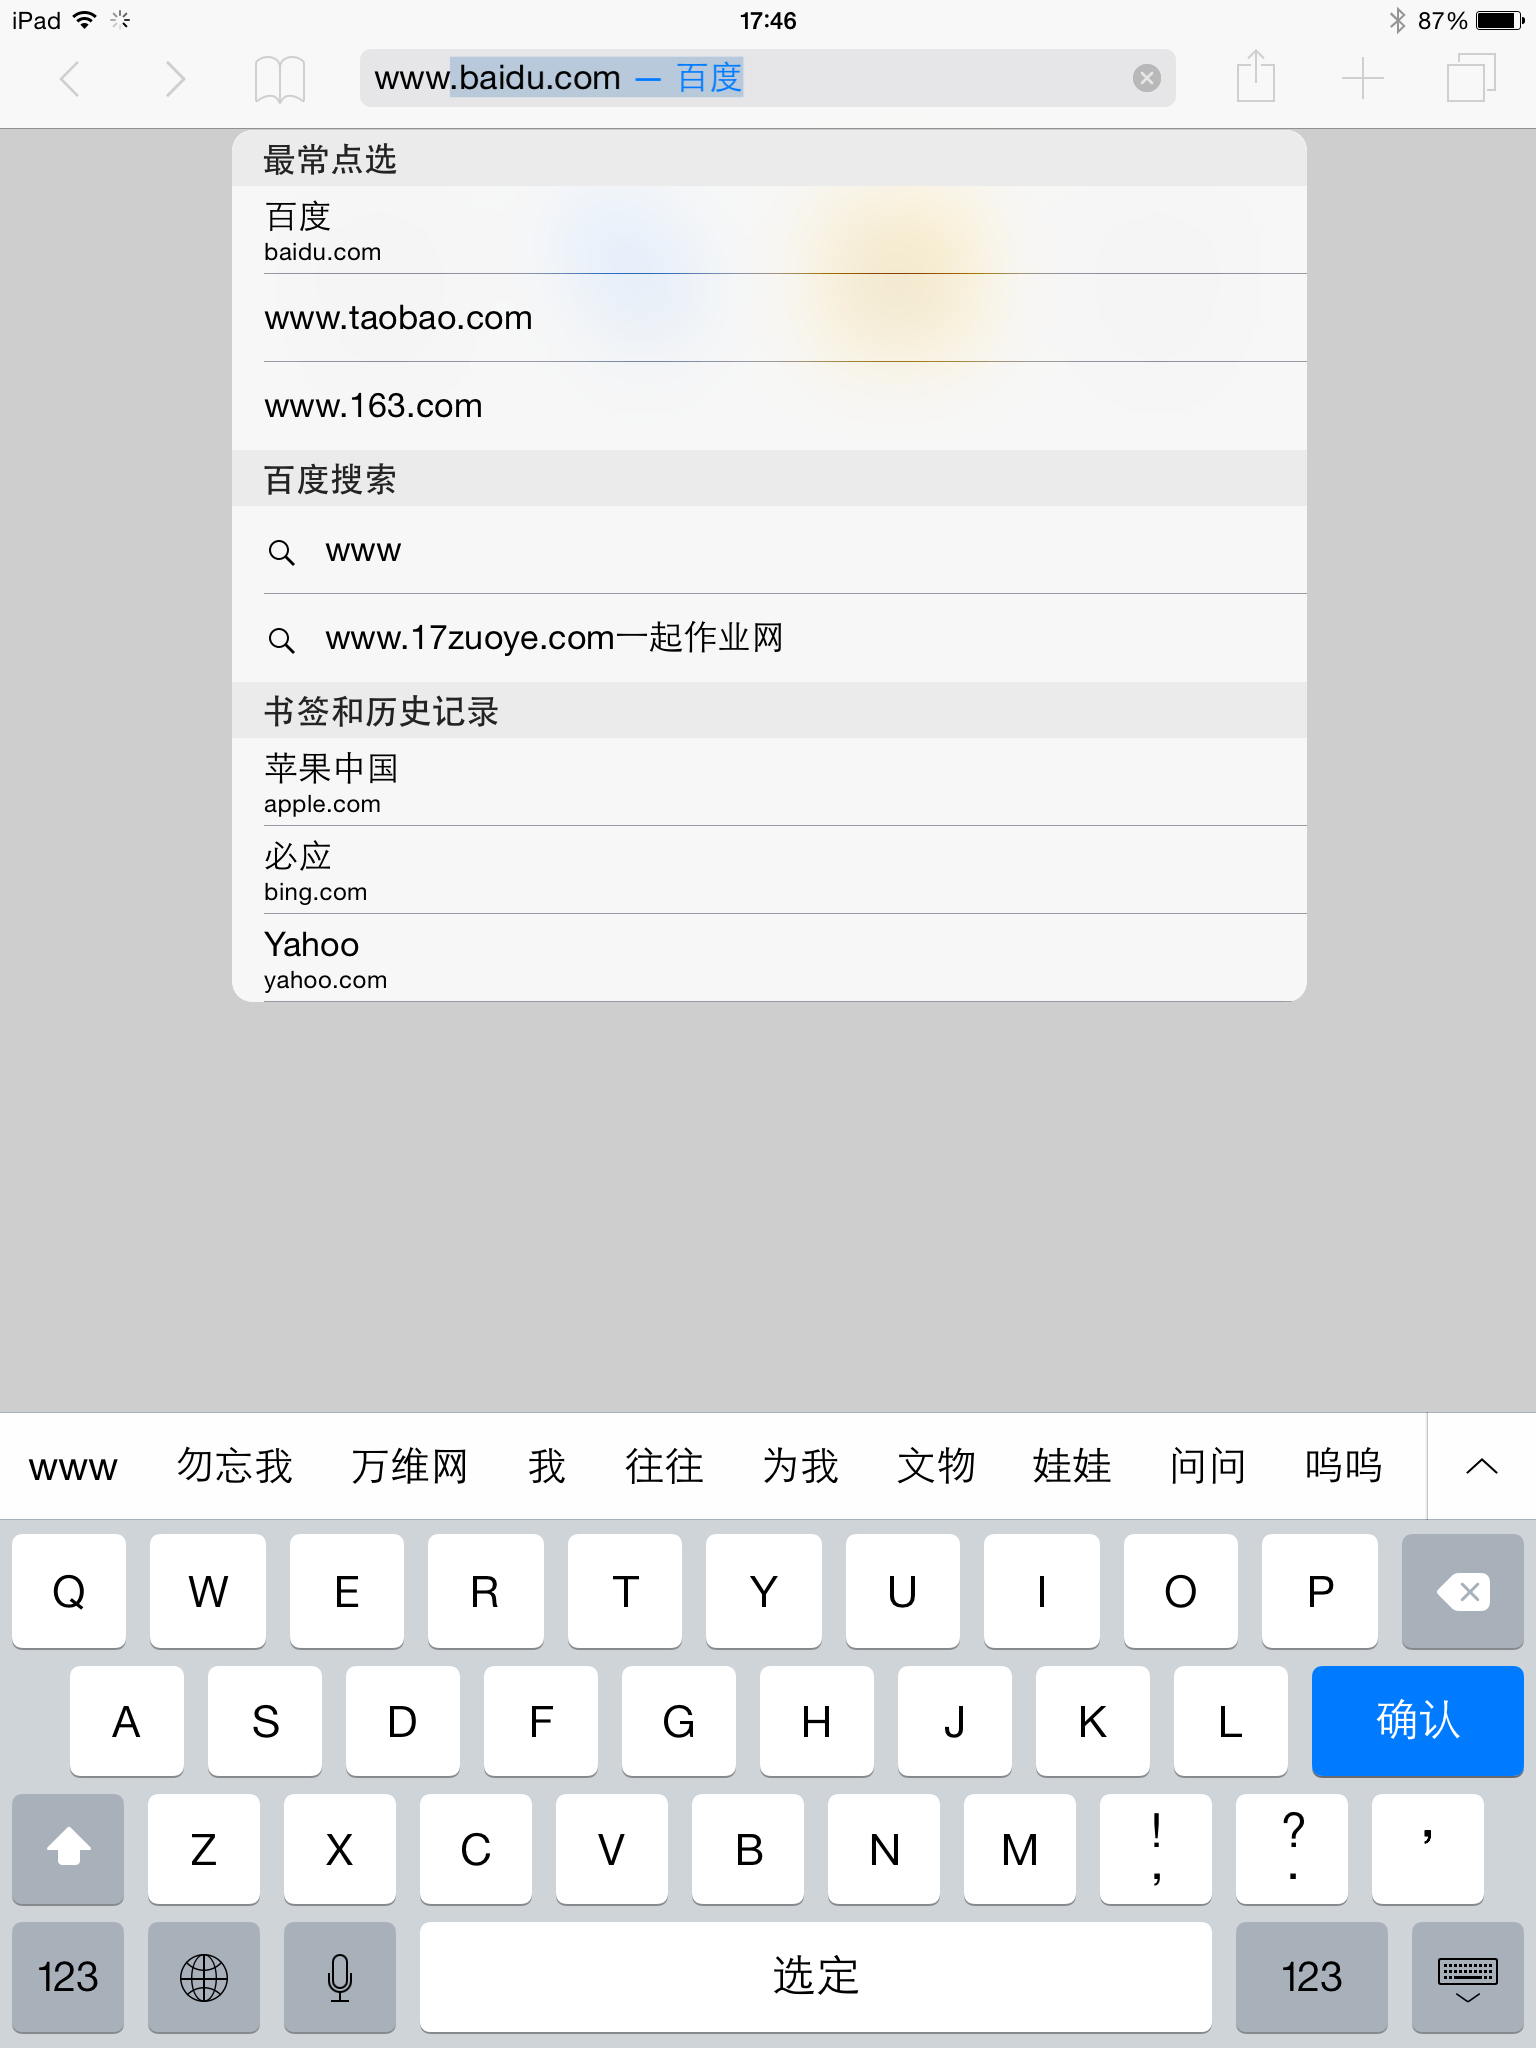 iPad 17:46 87%
www.baidu.com — 百度
最常点选
百度
baidu.com
www.taobao.com
www.163.com
百度搜索
www
www.17zuoye.com一起作业网
书签和历史记录
苹果中国
apple.com
必应
bing.com
Yahoo
yahoo.com
www 勿忘我 万维网 我 往往 为我 文物 娃娃 问问 呜呜
Q W E R T Y U I O P
A S D F G H J K L 确认
Z X C V B N M ! , ? . ,
123 选定 123